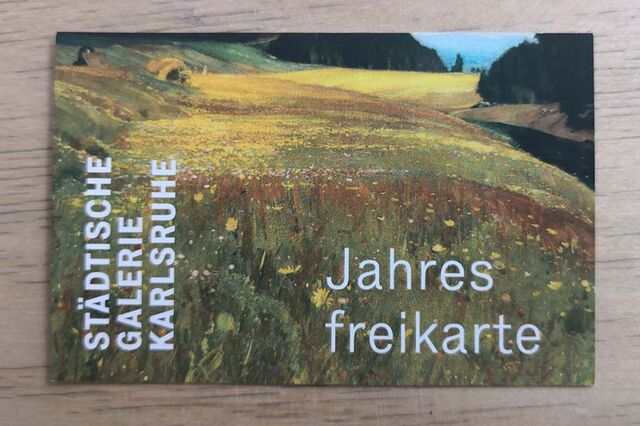 STÄDTISCHE
GALERIE
KARLSRUHE
Jahres
freikarte